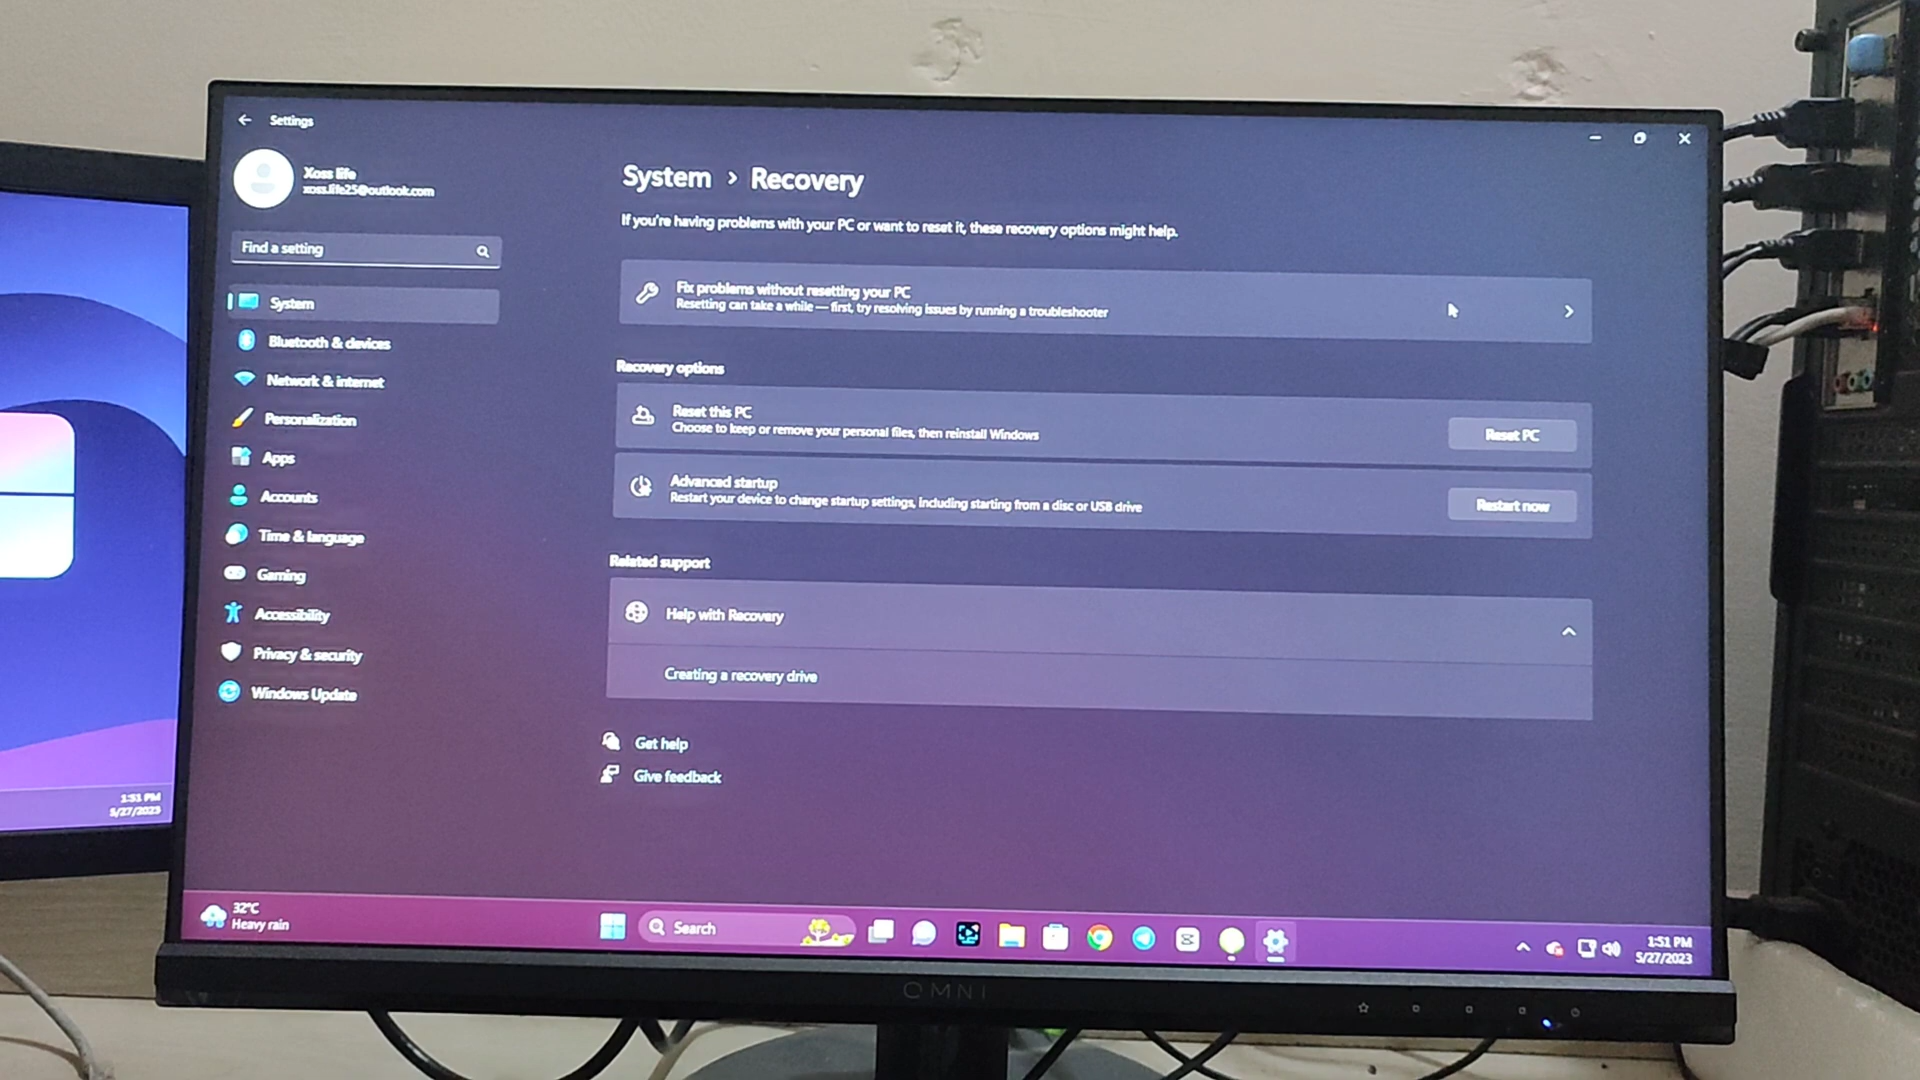 Settings
Xoss life
xoss.life25@outlook.com
Find a setting
System
Bluetooth & devices
Network & internet
Personalization
Apps
Accounts
Time & language
Gaming
Accessibility
Privacy & security
Windows Update
System > Recovery
If you're having problems with your PC or want to reset it, these recovery options might help.
Fix problems without resetting your PC
Resetting can take a while — first, try resolving issues by running a troubleshooter
Recovery options
Reset this PC
Choose to keep or remove your personal files, then reinstall Windows
Reset PC
Advanced startup
Restart your device to change startup settings, including starting from a disc or USB drive
Restart now
Related support
Help with Recovery
Creating a recovery drive
Get help
Give feedback
1:51 PM
5/27/2023
32°C
Heavy rain
Search
1:51 PM
5/27/2023
OMNI